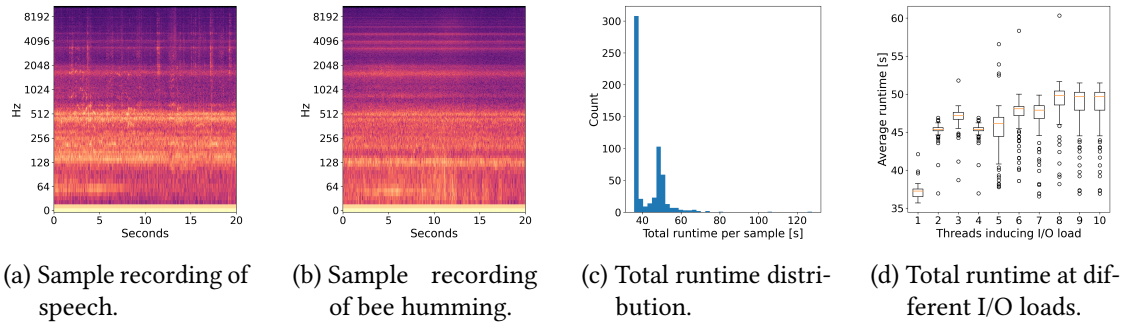 8192
4096
2048
1024
512
256
128
64
0
Hz
0 5 10 15 20
Seconds
(a) Sample recording of
speech.
8192
4096
2048
1024
512
256
128
64
0
Hz
0 5 10 15 20
Seconds
(b) Sample recording
of bee humming.
300
250
200
150
100
50
0
Count
40 60 80 100 120
Total runtime per sample [s]
(c) Total runtime distri-
bution.
60
55
50
45
40
35
Average runtime [s]
1 2 3 4 5 6 7 8 9 10
Threads inducing I/O load
(d) Total runtime at dif-
ferent I/O loads.